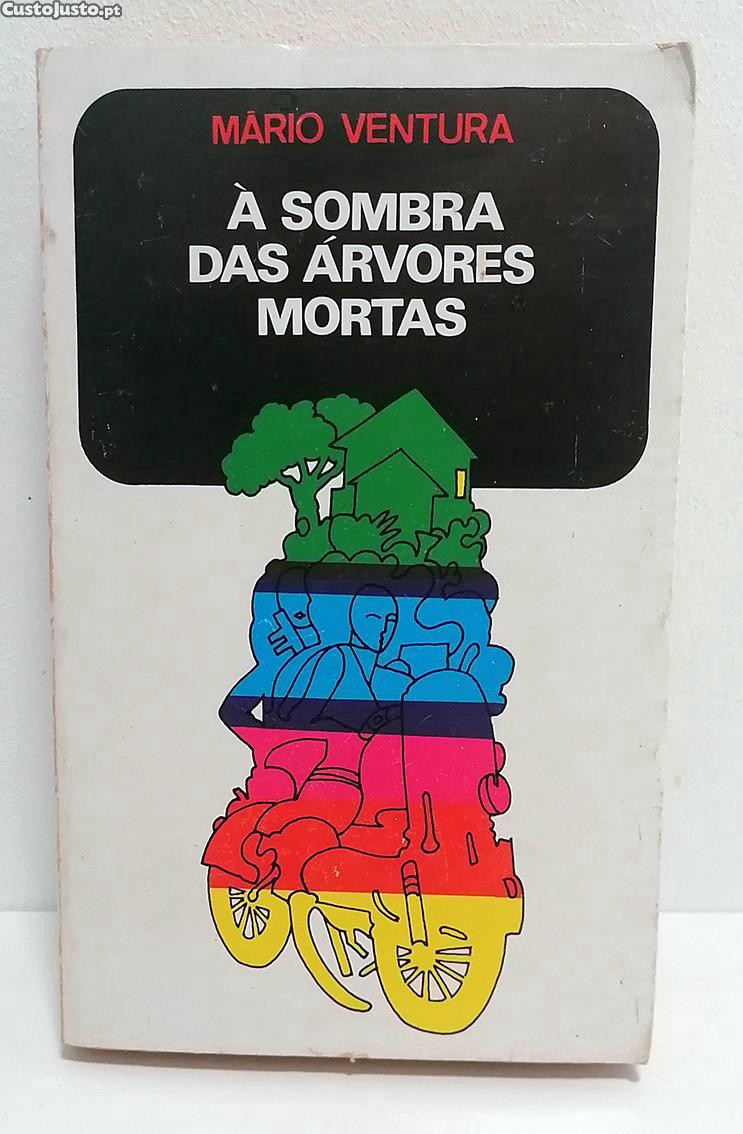 CustoJusto.pt
MÁRIO VENTURA
À SOMBRA
DAS ÁRVORES
MORTAS